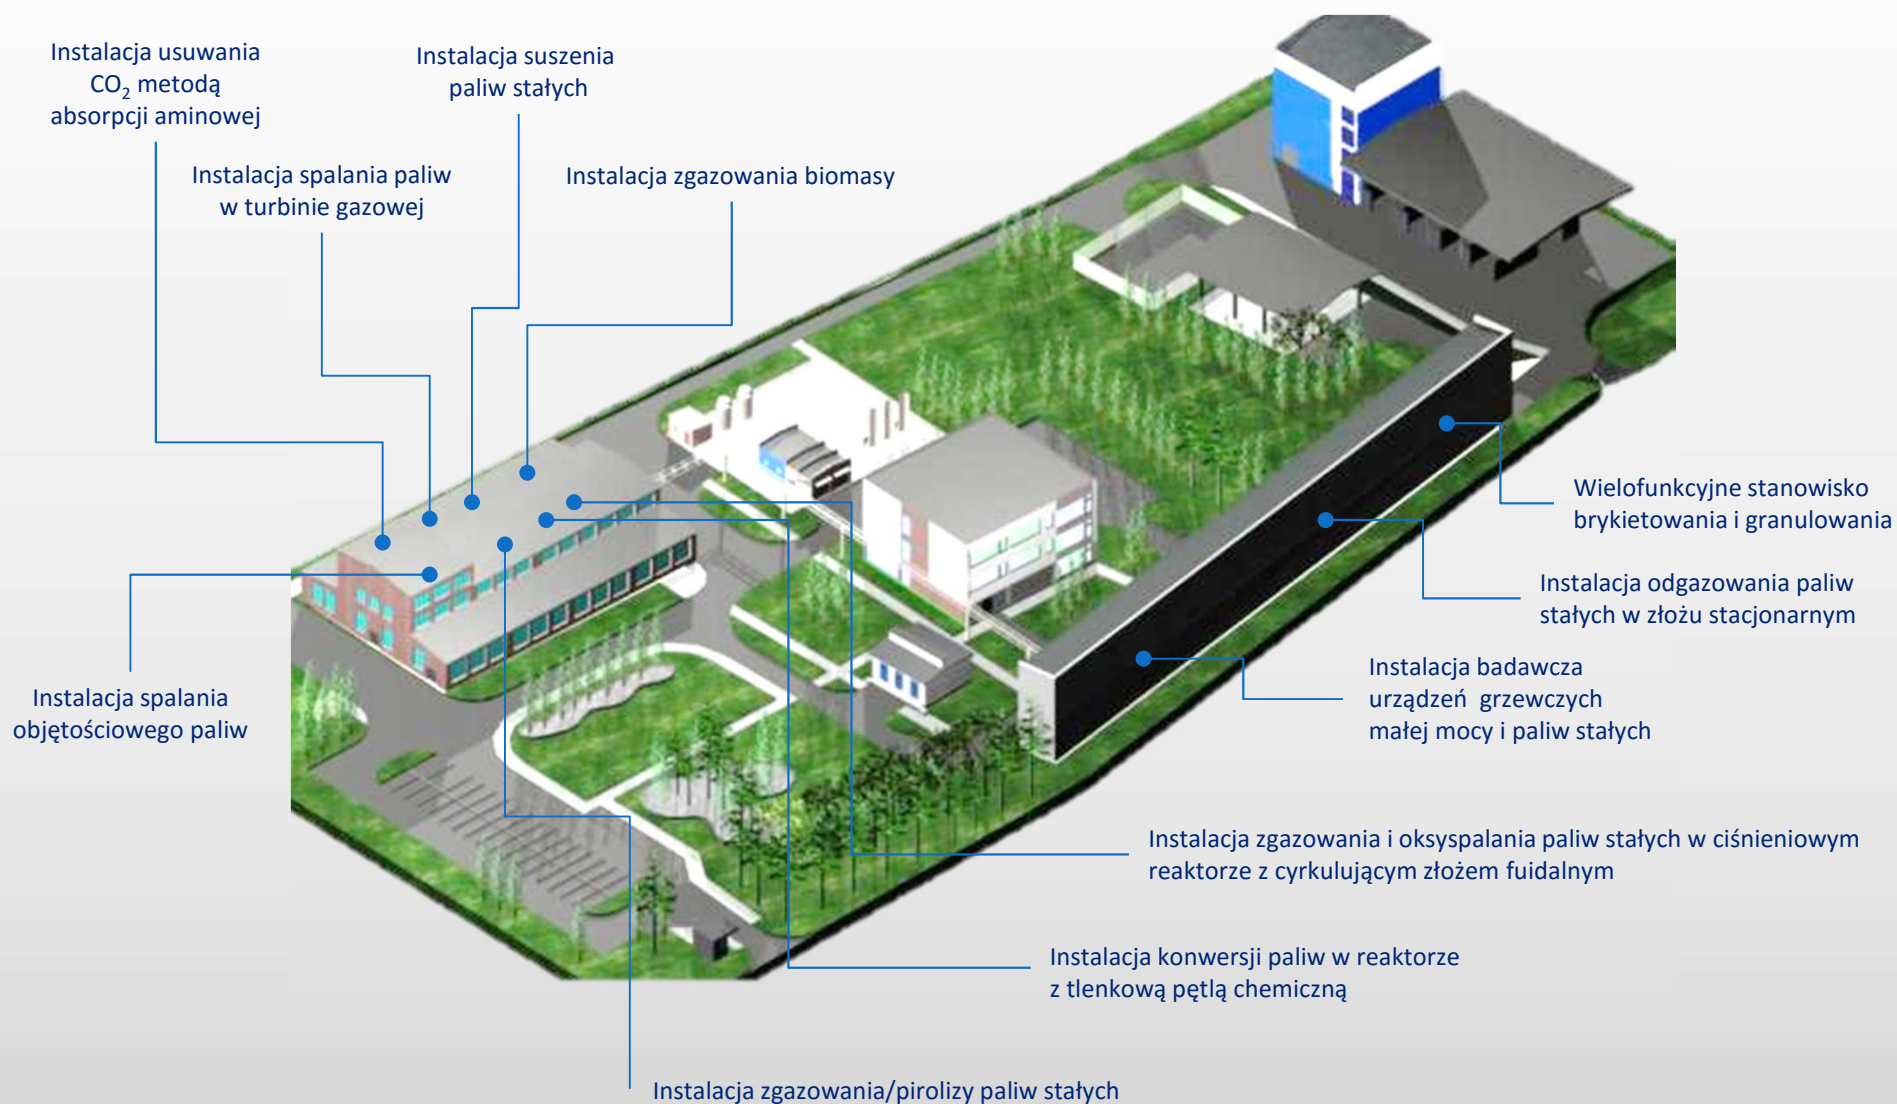 Instalacja usuwania
CO₂ metodą
absorpcji aminowej
Instalacja suszenia
paliw stałych
Instalacja spalania paliw
w turbinie gazowej
Instalacja zgazowania biomasy
Wielofunkcyjne stanowisko
brykietowania i granulowania
Instalacja odgazowania paliw
stałych w złożu stacjonarnym
Instalacja badawcza
urządzeń grzewczych
małej mocy i paliw stałych
Instalacja spalania
objętościowego paliw
Instalacja zgazowania i oksyspalania paliw stałych w ciśnieniowym
reaktorze z cyrkulującym złożem fuidalnym
Instalacja konwersji paliw w reaktorze
z tlenkową pętlą chemiczną
Instalacja zgazowania/pirolizy paliw stałych